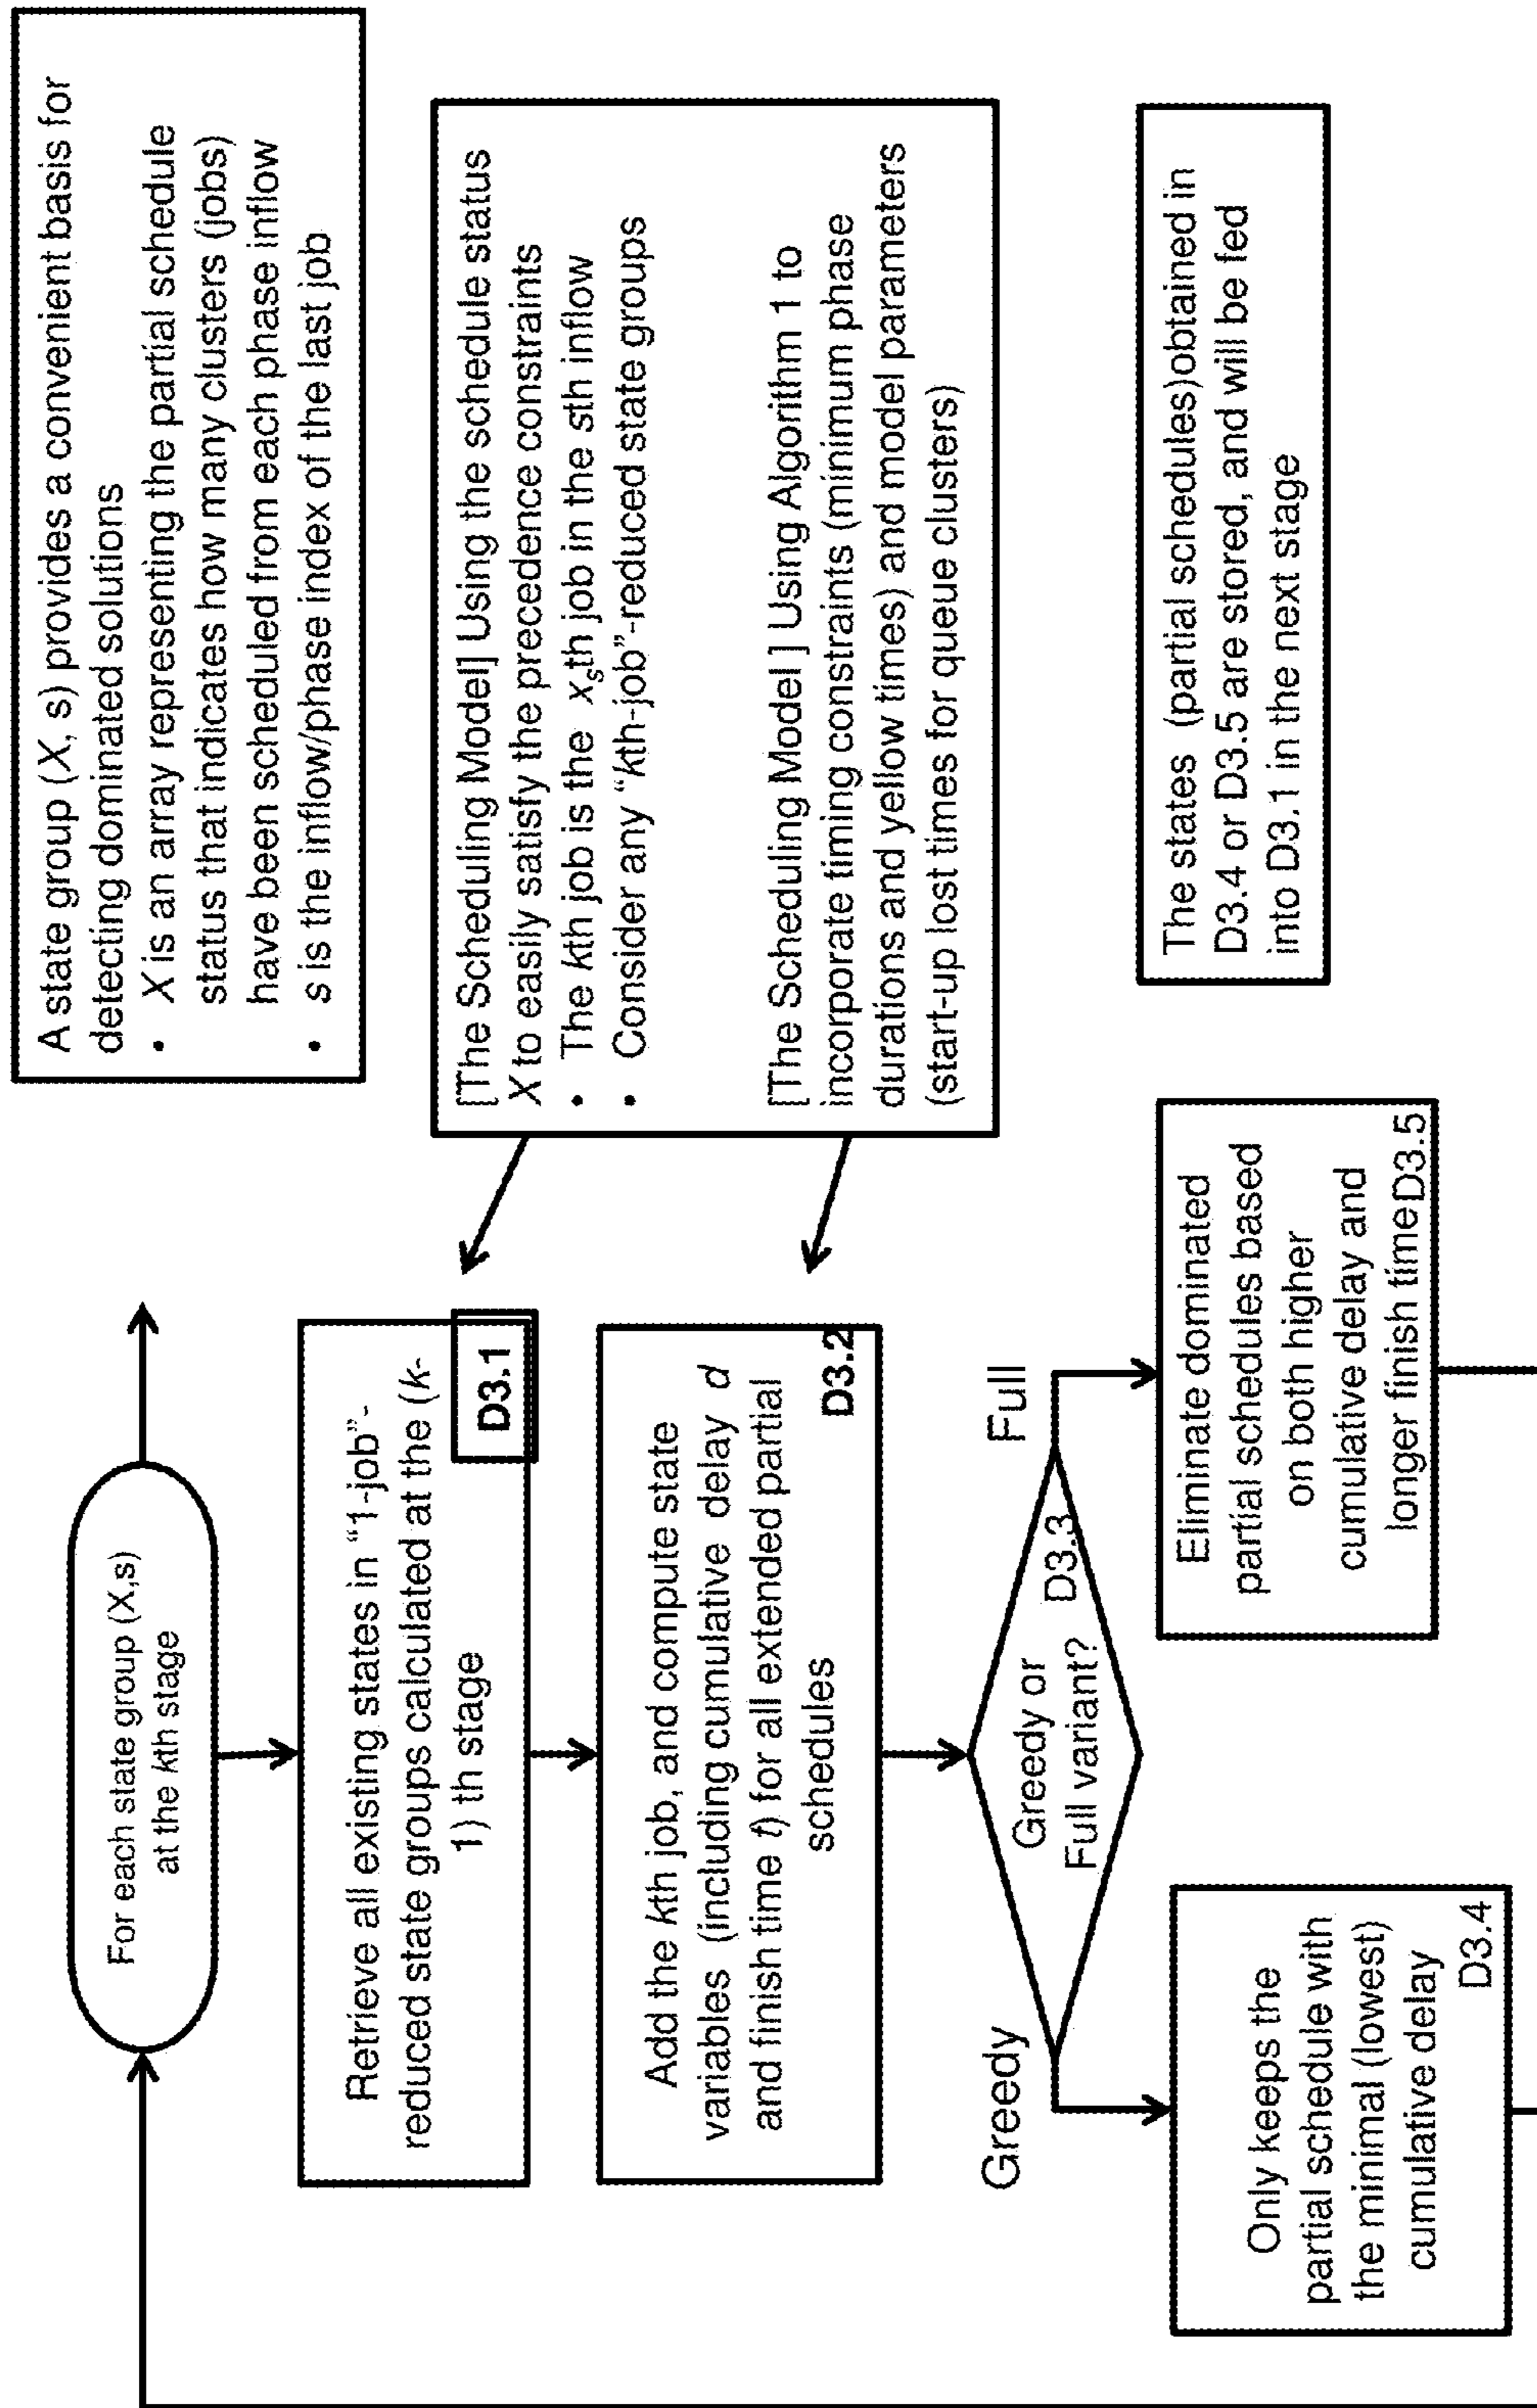 For each state group (X,s)
at the kth stage
Retrieve all existing states in “1-job”-
reduced state groups calculated at the (k-
1) th stage
D3.1
Add the kth job, and compute state
variables (including cumulative delay d
and finish time t) for all extended partial
schedules
D3.2
Greedy or
Full variant?
D3.3
Greedy
Full
Only keeps the
partial schedule with
the minimal (lowest)
cumulative delay
D3.4
Eliminate dominated
partial schedules based
on both higher
cumulative delay and
longer finish time D3.5
A state group (X, s) provides a convenient basis for
detecting dominated solutions
• X is an array representing the partial schedule
status that indicates how many clusters (jobs)
have been scheduled from each phase inflow
• s is the inflow/phase index of the last job
[The Scheduling Model] Using the schedule status
X to easily satisfy the precedence constraints
• The kth job is the xsth job in the sth inflow
• Consider any “kth-job”-reduced state groups
[The Scheduling Model ] Using Algorithm 1 to
incorporate timing constraints (minimum phase
durations and yellow times) and model parameters
(start-up lost times for queue clusters)
The states (partial schedules)obtained in
D3.4 or D3.5 are stored, and will be fed
into D3.1 in the next stage